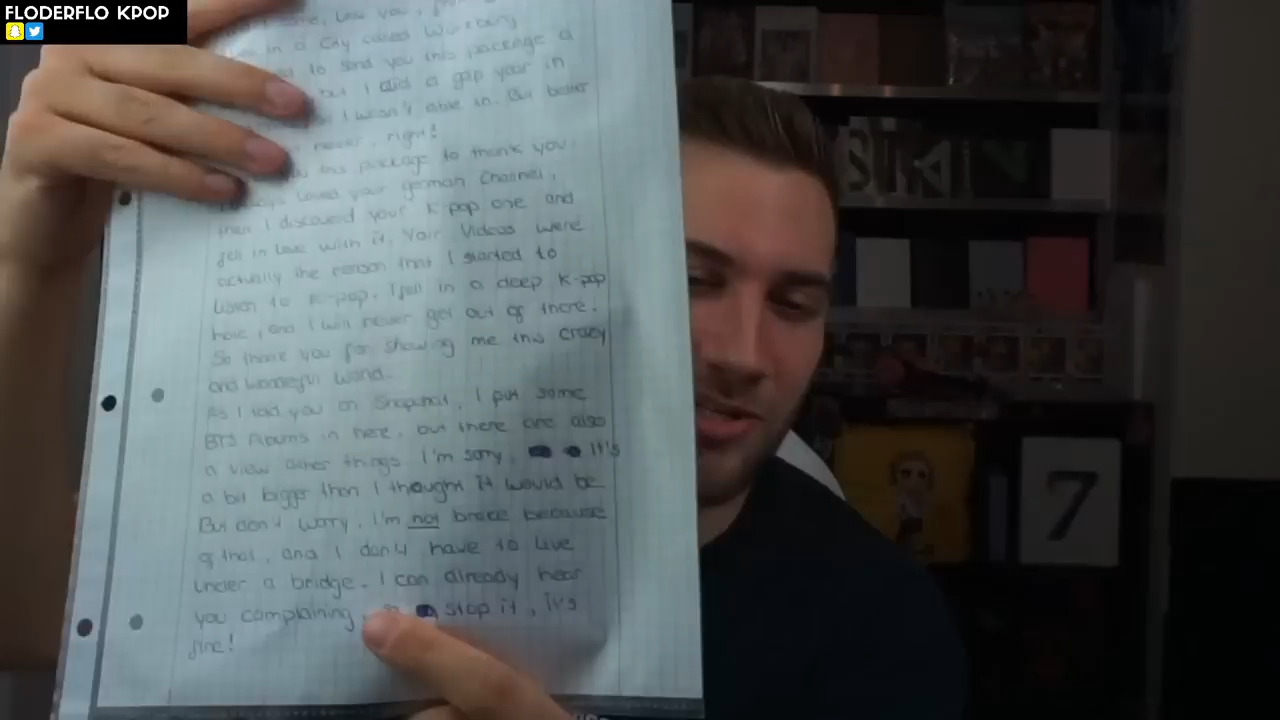 FLODERFLO KPOP
love you,
in a City called Würzburg
to send you this package a
but I did a gap year in
I wasn't able to. But better
never, right!
this package to thank you
loved your german Channel,
then I discoverd your K-pop one and
fell in love with it. Your Videos were
actually the reason that I started to
listen to K-pop. I fell in a deep K-pop
hole, and I will never get out of there.
So thank you for showing me this crazy
and wonderful World.
As I told you on Snapchat, I put some
BTS Albums in here, but there are also
a view other things. I'm sorry, It's
a bit bigger then I thought it would be
But don't worry, I'm not broke because
of that, and I don't have to live
under a bridge. I can already hear
you complaining stop it, it's
fine!
7